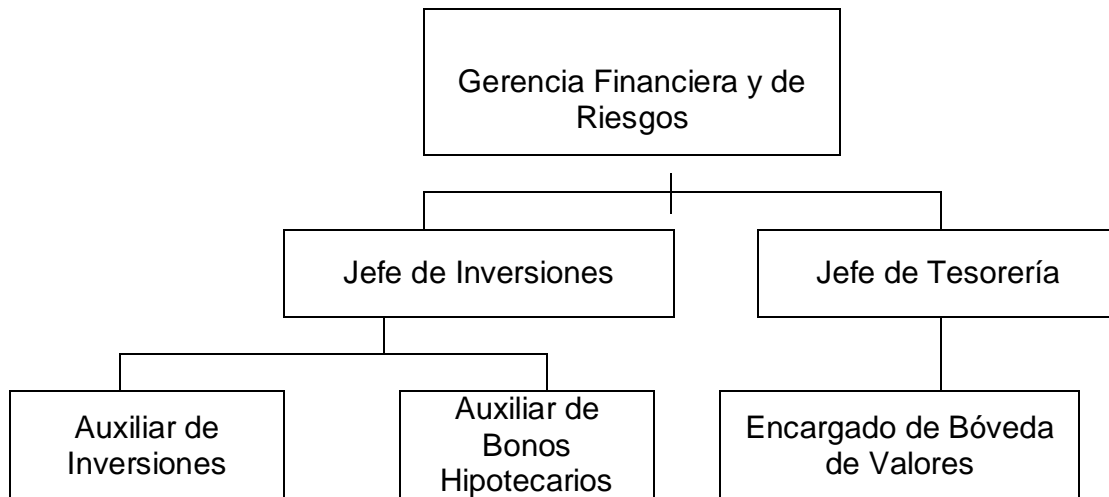 Gerencia Financiera y de
Riesgos
Jefe de Inversiones
Jefe de Tesorería
Auxiliar de
Inversiones
Auxiliar de
Bonos
Hipotecarios
Encargado de Bóveda
de Valores